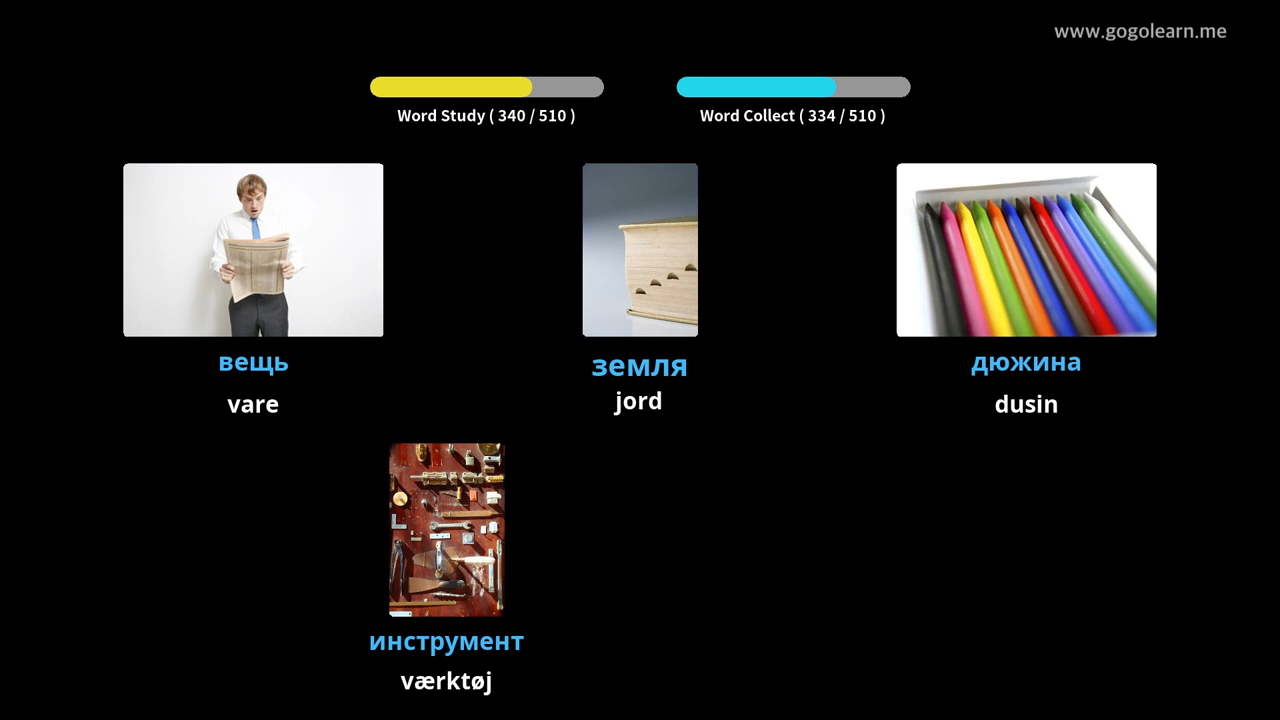 www.gogolearn.me
Word Study ( 340 / 510 )
Word Collect ( 334 / 510 )
вещь
земля
дюжина
vare
jord
dusin
инструмент
værktøj